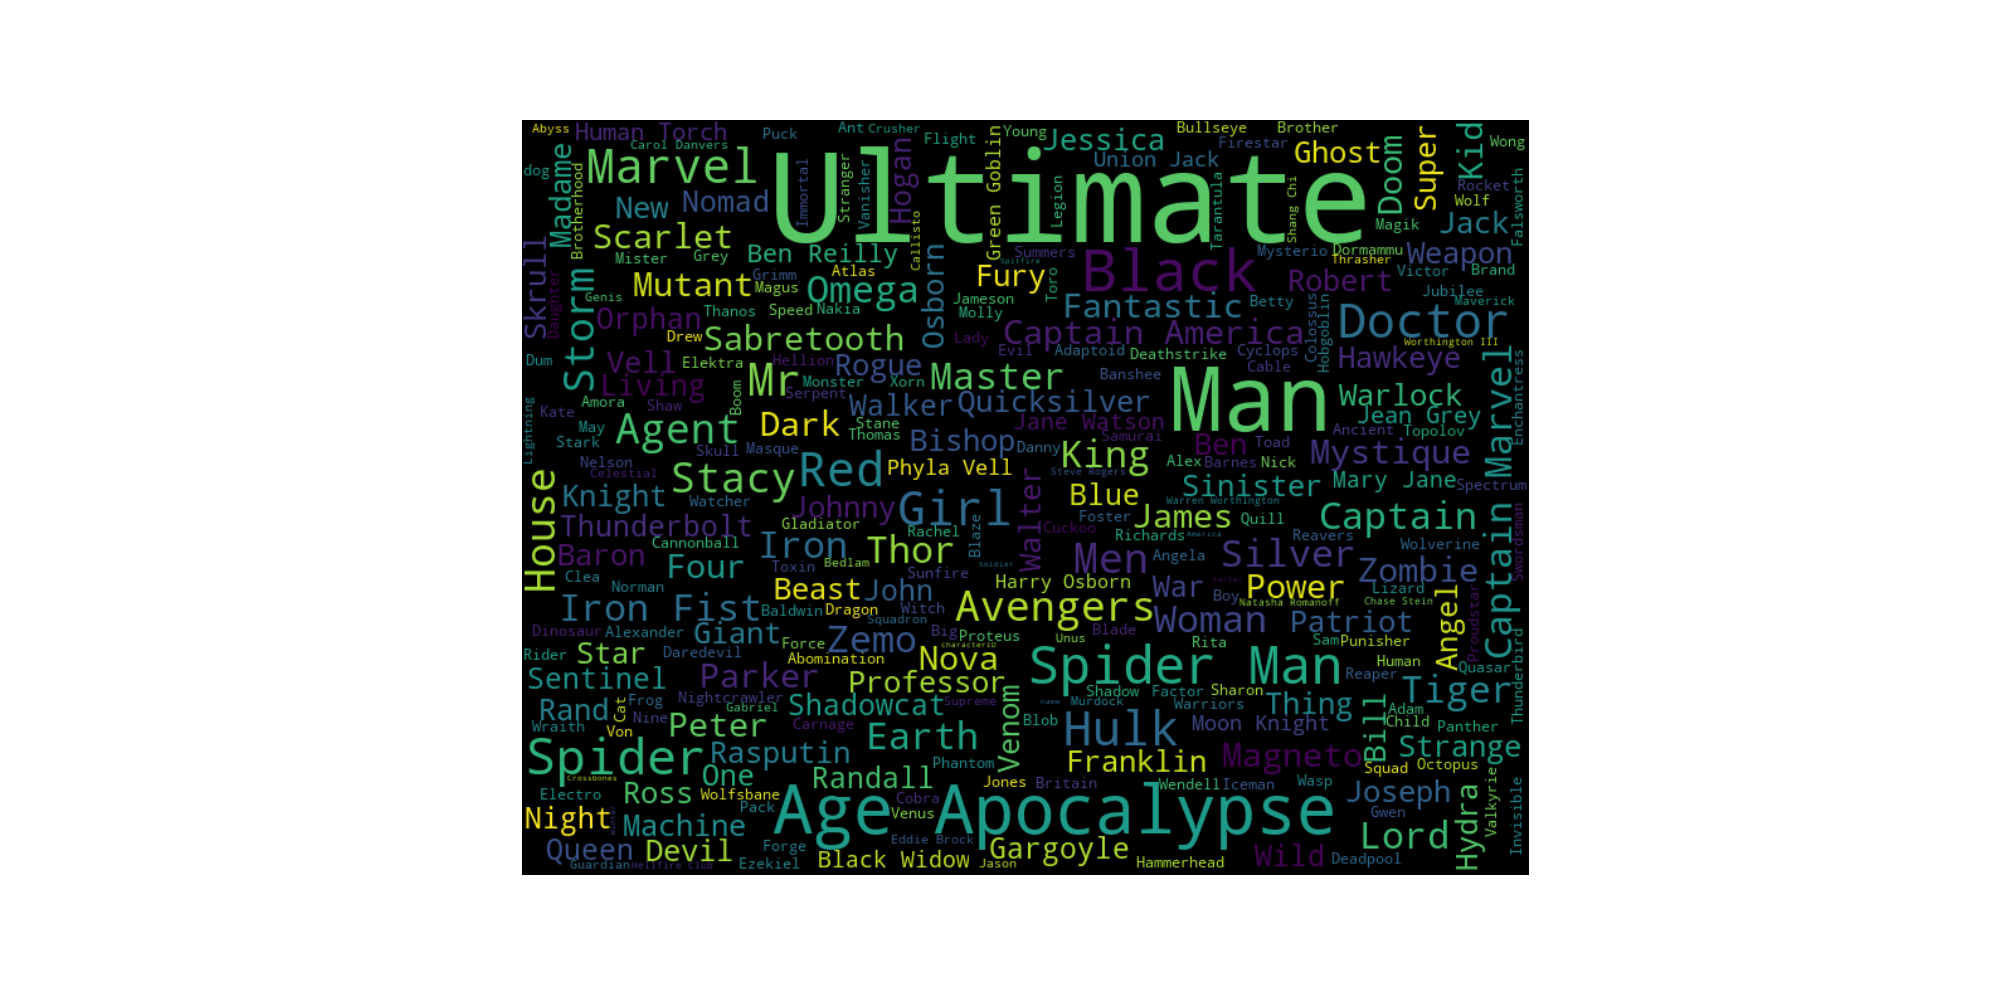 Abyss
Human Torch
Puck
Ant
Crusher
Flight
Young
Jessica
Bullseye
Brother
Super
Kid
Wong
Carol Danvers
Marvel
Madame
dog
Brotherhood
Immortal
Stranger
Vanisher
Hogan
Green Goblin
Ultimate
Union Jack
Firestar
Ghost
Doom
Legion
Tarantula
Shang Chi
Rocket
Wolf
Falsworth
New
Nomad
Magik
Jack
Scarlet
Mister
Grey
Ben Reilly
Callisto
Osborn
Summers
Spitfire
Mysterio
Dormammu
Thrasher
Weapon
Skrull
Daughter
Storm
Mutant
Grimm
Atlas
Magus
Omega
Fury
Toro
Black
Robert
Victor
Brand
Genis
Thanos
Speed
Nakia
Jameson
Molly
Fantastic
Betty
Colossus
Hobgoblin
Jubilee
Maverick
Orphan
Drew
Sabretooth
Lady
Captain America
Doctor
Worthington III
Dum
Vell
Elektra
Hellion
Rogue
Evil
Adaptoid
Deathstrike
Cyclops
Cable
Hawkeye
Marvel
Enchantress
Living
Mr
Monster
Serpent
Xorn
Master
Banshee
Man
Warlock
Lightning
Kate
Amora
Shaw
Boom
Walker
Quicksilver
Jean Grey
May
Agent
Dark
Stane
Thomas
Jane Watson
Samurai
Ancient
Topolov
Stark
Skull
Masque
Bishop
Danny
King
Ben
Toad
Mystique
Nelson
Celestial
Stacy
Red
Phyla Vell
Steve Rogers
Alex
Barnes
Nick
House
Knight
Watcher
Johnny
Girl
Walter
Blue
Sinister
Warren Worthington
Mary Jane
Spectrum
Thunderbolt
Gladiator
Rachel
Blaze
Cuckoo
Foster
James
Quill
Captain
Captain
Swordsman
Baron
Cannonball
Iron
Thor
Richards
America
Reavers
Wolverine
Clea
Four
Toxin
Bedlam
Sunfire
Soldier
Men
Angela
Silver
Zombie
Norman
Beast
John
Harry Osborn
War
Carter
Power
Lizard
Boy
Natasha Romanoff
Chase Stein
Angel
Proudstar
Iron Fist
Baldwin
Dragon
Witch
Squadron
Avengers
Woman
Patriot
Dinosaur
Alexander
Giant
Force
Zemo
Big
Proteus
Unus
Blade
Rita
Sam
Punisher
Thunderbird
Rider
Star
Daredevil
Abomination
characterID
Nova
Spider Man
Human
Quasar
Sentinel
Parker
Professor
Venom
Shadow
Factor
Sharon
Reaper
Tiger
Rand
Frog
Cat
Nightcrawler
Gabriel
Shadowcat
Supreme
name
Murdock
Warriors
Thing
Bill
Adam
Child
Wraith
Von
Nine
Peter
Carnage
Earth
Blob
Hulk
Moon Knight
Panther
Spider
Crossbones
Rasputin
Phantom
Franklin
Magneto
Strange
Squad
Octopus
Valkyrie
One
Randall
Jones
Britain
Wendell
Iceman
Wasp
Electro
Ross
Wolfsbane
Pack
Cobra
Venus
Age Apocalypse
Joseph
Gwen
Hydra
Invisible
Night
Machine
Eddie Brock
Lord
Queen
Devil
Forge
Gargoyle
Wild
Guardian
Hellfire Club
Ezekiel
Black Widow
Jason
Hammerhead
Deadpool